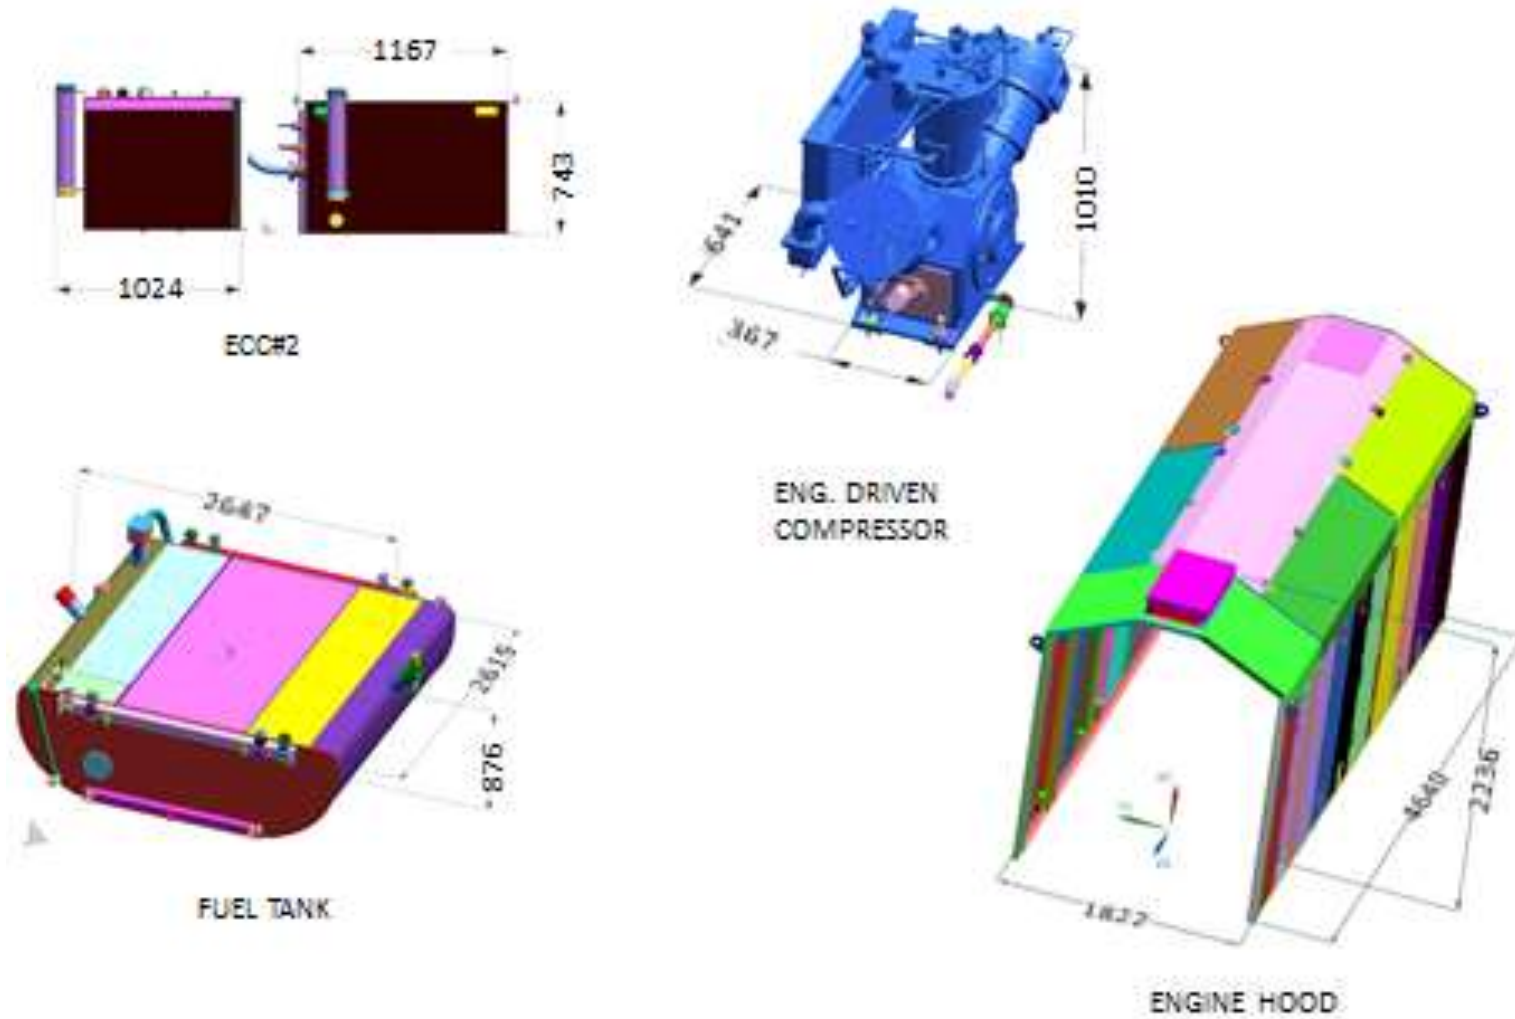 1167
743
1024
ECC#2
1010
641
367
ENG. DRIVEN
COMPRESSOR
2647
2615
876
FUEL TANK
4640
2236
1822
ENGINE HOOD